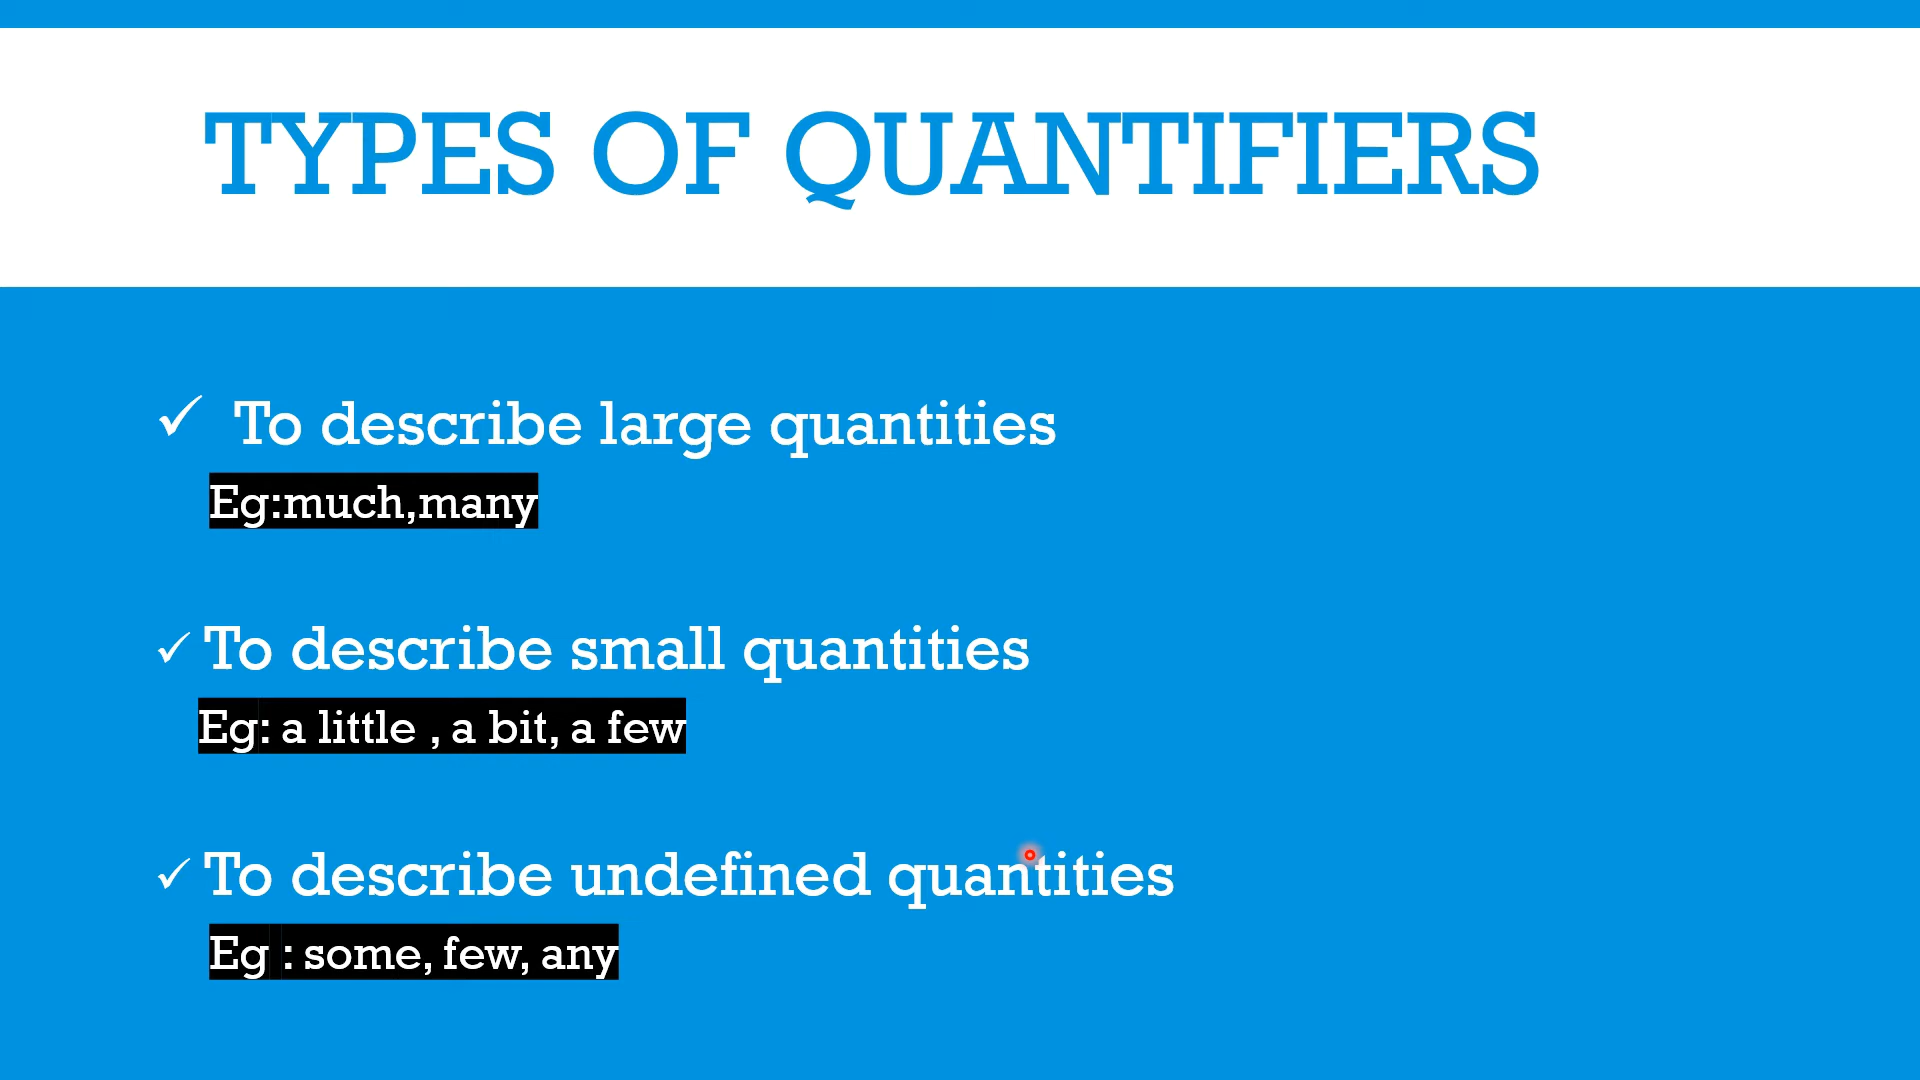 TYPES OF QUANTIFIERS
To describe large quantities
Eg:much,many
To describe small quantities
Eg: a little , a bit, a few
To describe undefined quantities
Eg : some, few, any